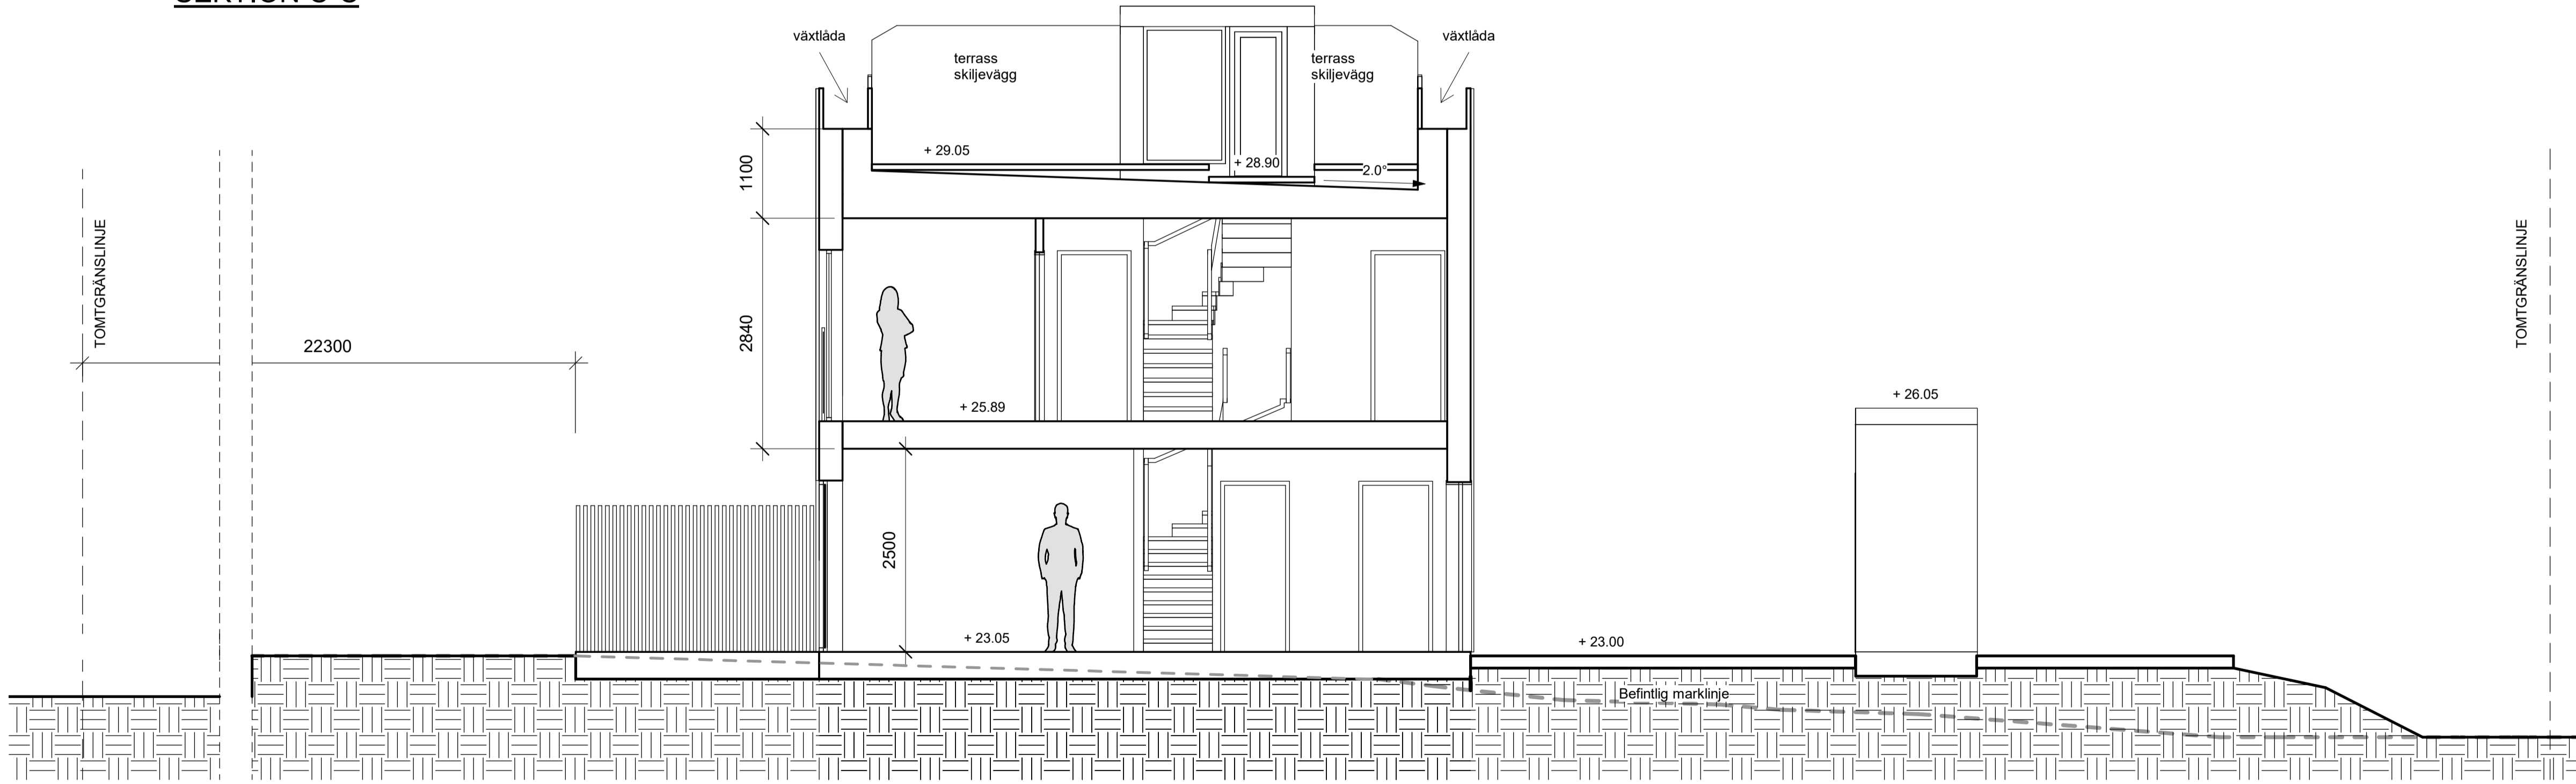 växtlåda
växtlåda
terrass
skiljevägg
terrass
skiljevägg
+ 29.05
+ 28.90
2.0°
1100
TOMTGRÄNSLINJE
TOMTGRÄNSLINJE
2840
22300
+ 25.89
+ 26.05
2500
+ 23.05
+ 23.00
Befintlig marklinje